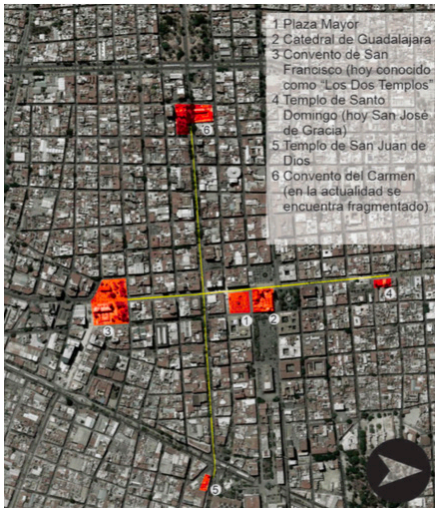 1 Plaza Mayor
2 Catedral de Guadalajara
3 Convento de San
Francisco (hoy conocido
como "Los Dos Templos"
4 Templo de Santo
Domingo (hoy San José
de Gracia)
5 Templo de San Juan de
Dios
6 Convento del Carmen
(en la actualidad se
encuentra fragmentado)
6
4
1
2
3
5